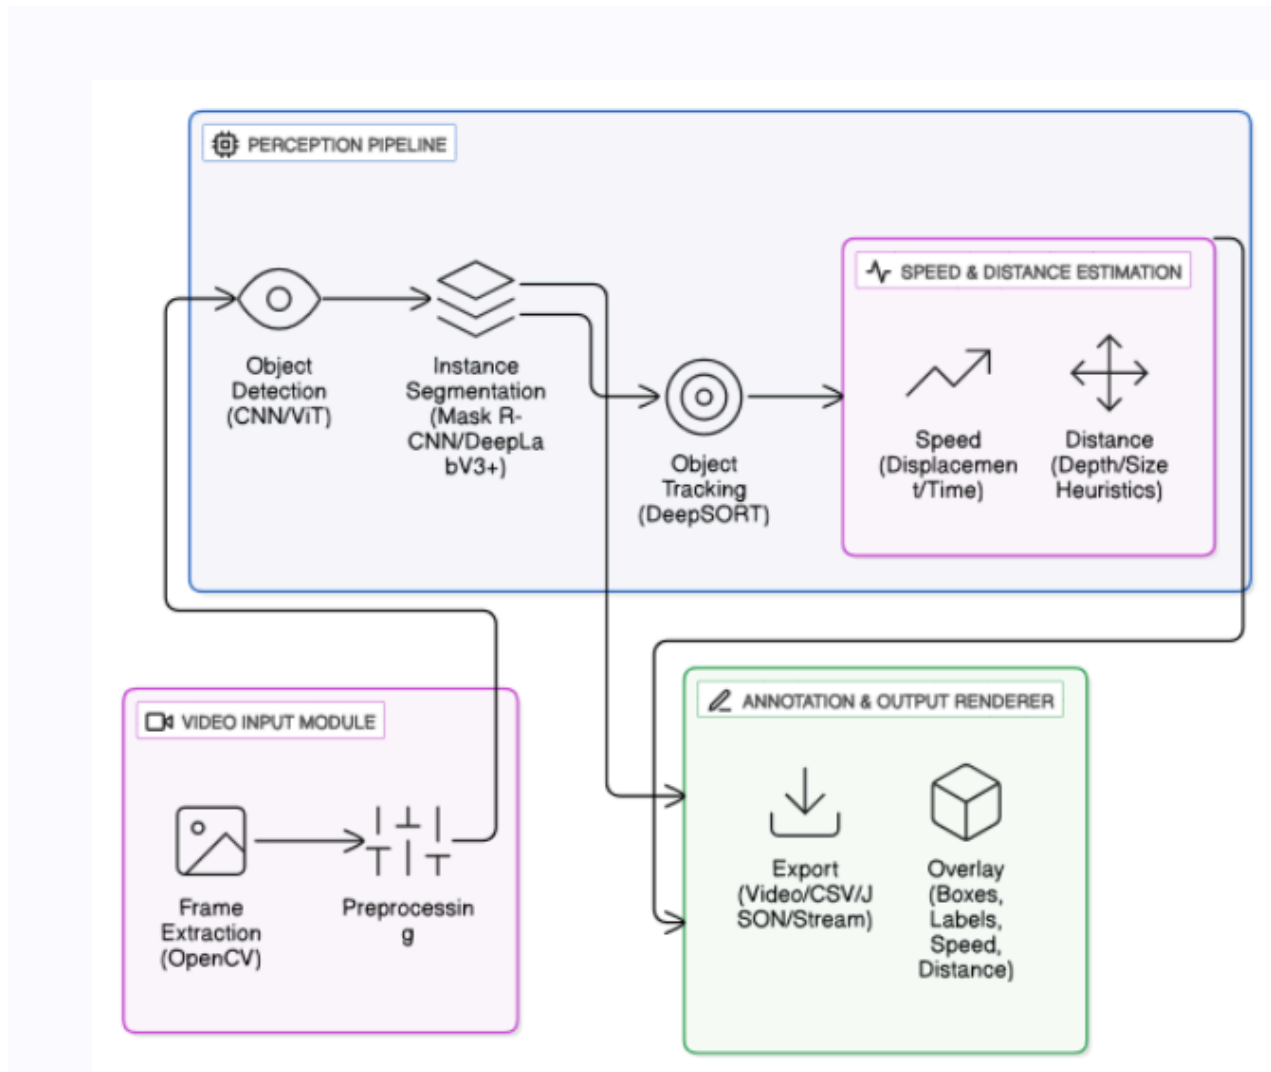 PERCEPTION PIPELINE
SPEED & DISTANCE ESTIMATION
Object
Detection
(CNN/ViT)
Instance
Segmentation
(Mask R-
CNN/DeepLa
bV3+)
Object
Tracking
(DeepSORT)
Speed
(Displacemen
t/Time)
Distance
(Depth/Size
Heuristics)
VIDEO INPUT MODULE
Frame
Extraction
(OpenCV)
Preprocessin
g
ANNOTATION & OUTPUT RENDERER
Export
(Video/CSV/J
SON/Stream)
Overlay
(Boxes,
Labels,
Speed,
Distance)